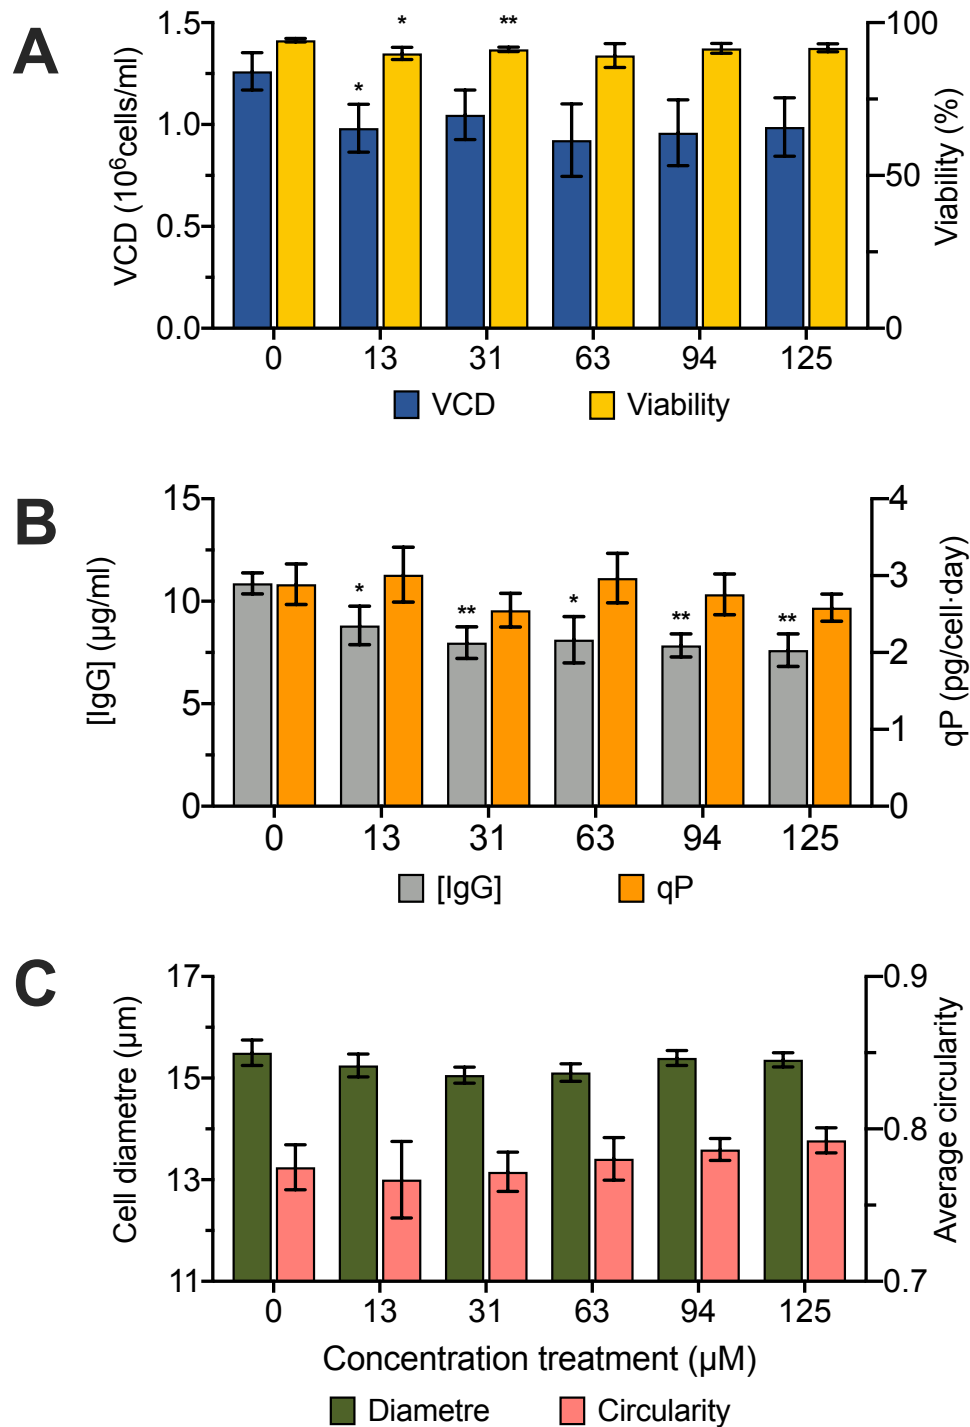 A
VCD (10⁶cells/ml)
1.5
1.0
0.5
0.0
*
*
**
100
50
0
Viability (%)
0 13 31 63 94 125
VCD Viability
B
[IgG] (µg/ml)
15
10
5
0
*
**
*
**
**
4
3
2
1
0
qP (pg/cell·day)
0 13 31 63 94 125
[IgG] qP
C
Cell diametre (µm)
17
15
13
11
0.9
0.8
0.7
Average circularity
0 13 31 63 94 125
Concentration treatment (µM)
Diametre Circularity